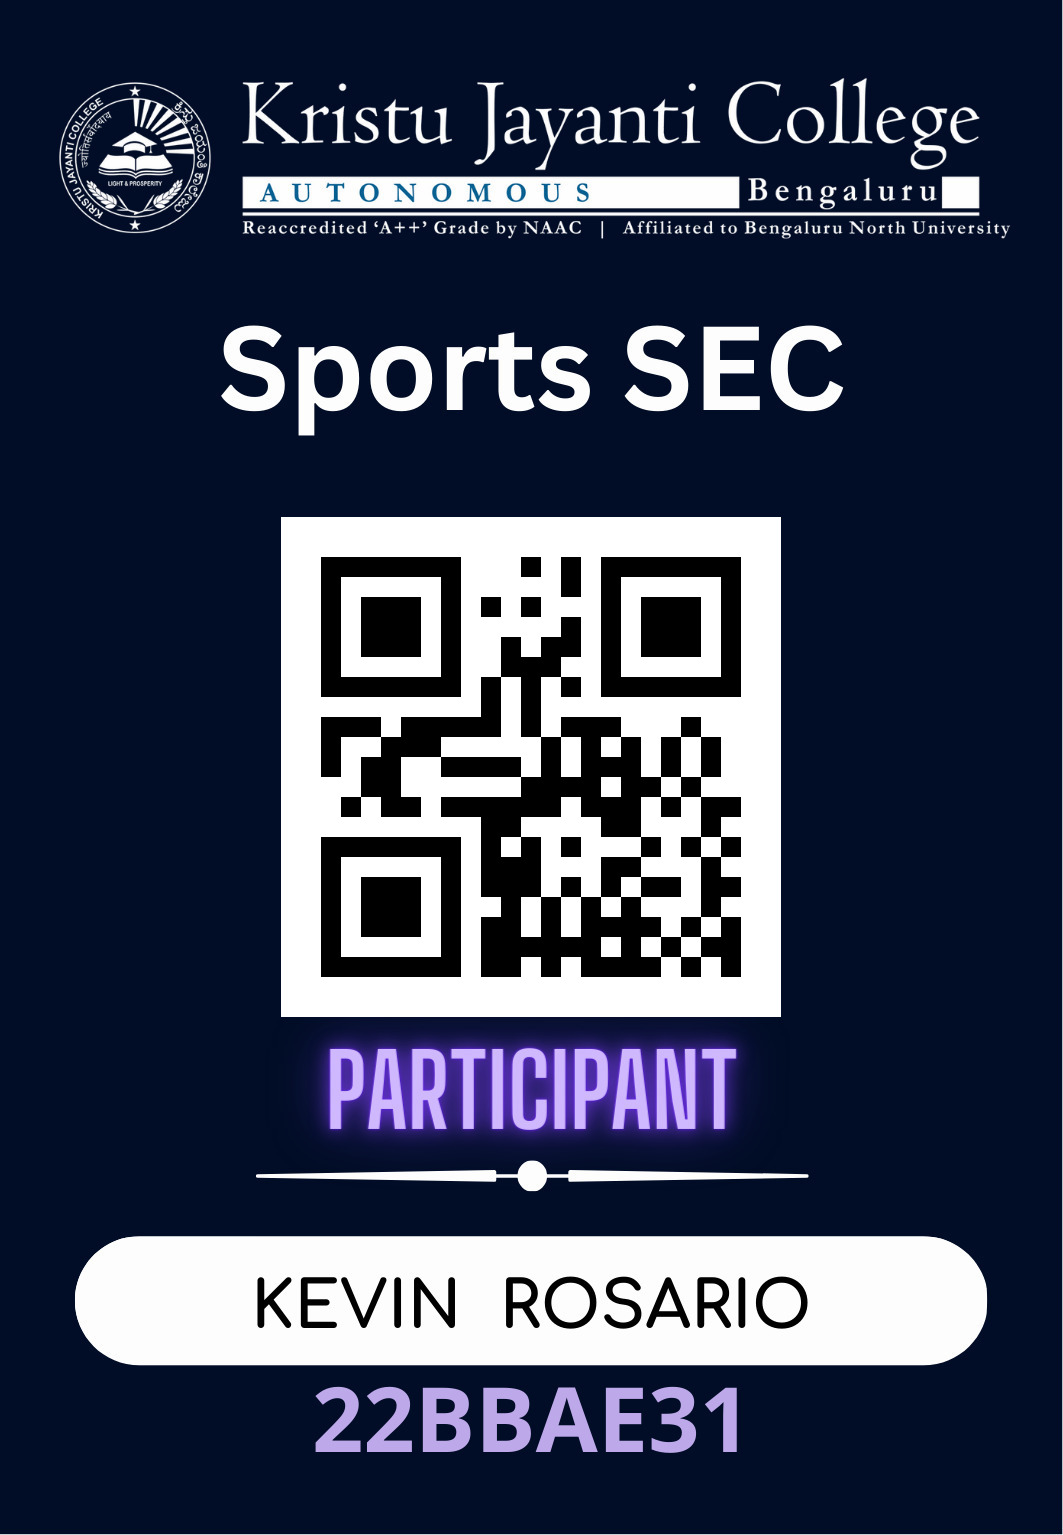 Kristu Jayanti College
AUTONOMOUS Bengaluru
Reaccredited ‘A++’ Grade by NAAC | Affiliated to Bengaluru North University
KRISTU JAYANTI COLLEGE
LIGHT & PROSPERITY
Sports SEC
PARTICIPANT
KEVIN ROSARIO
22BBAE31